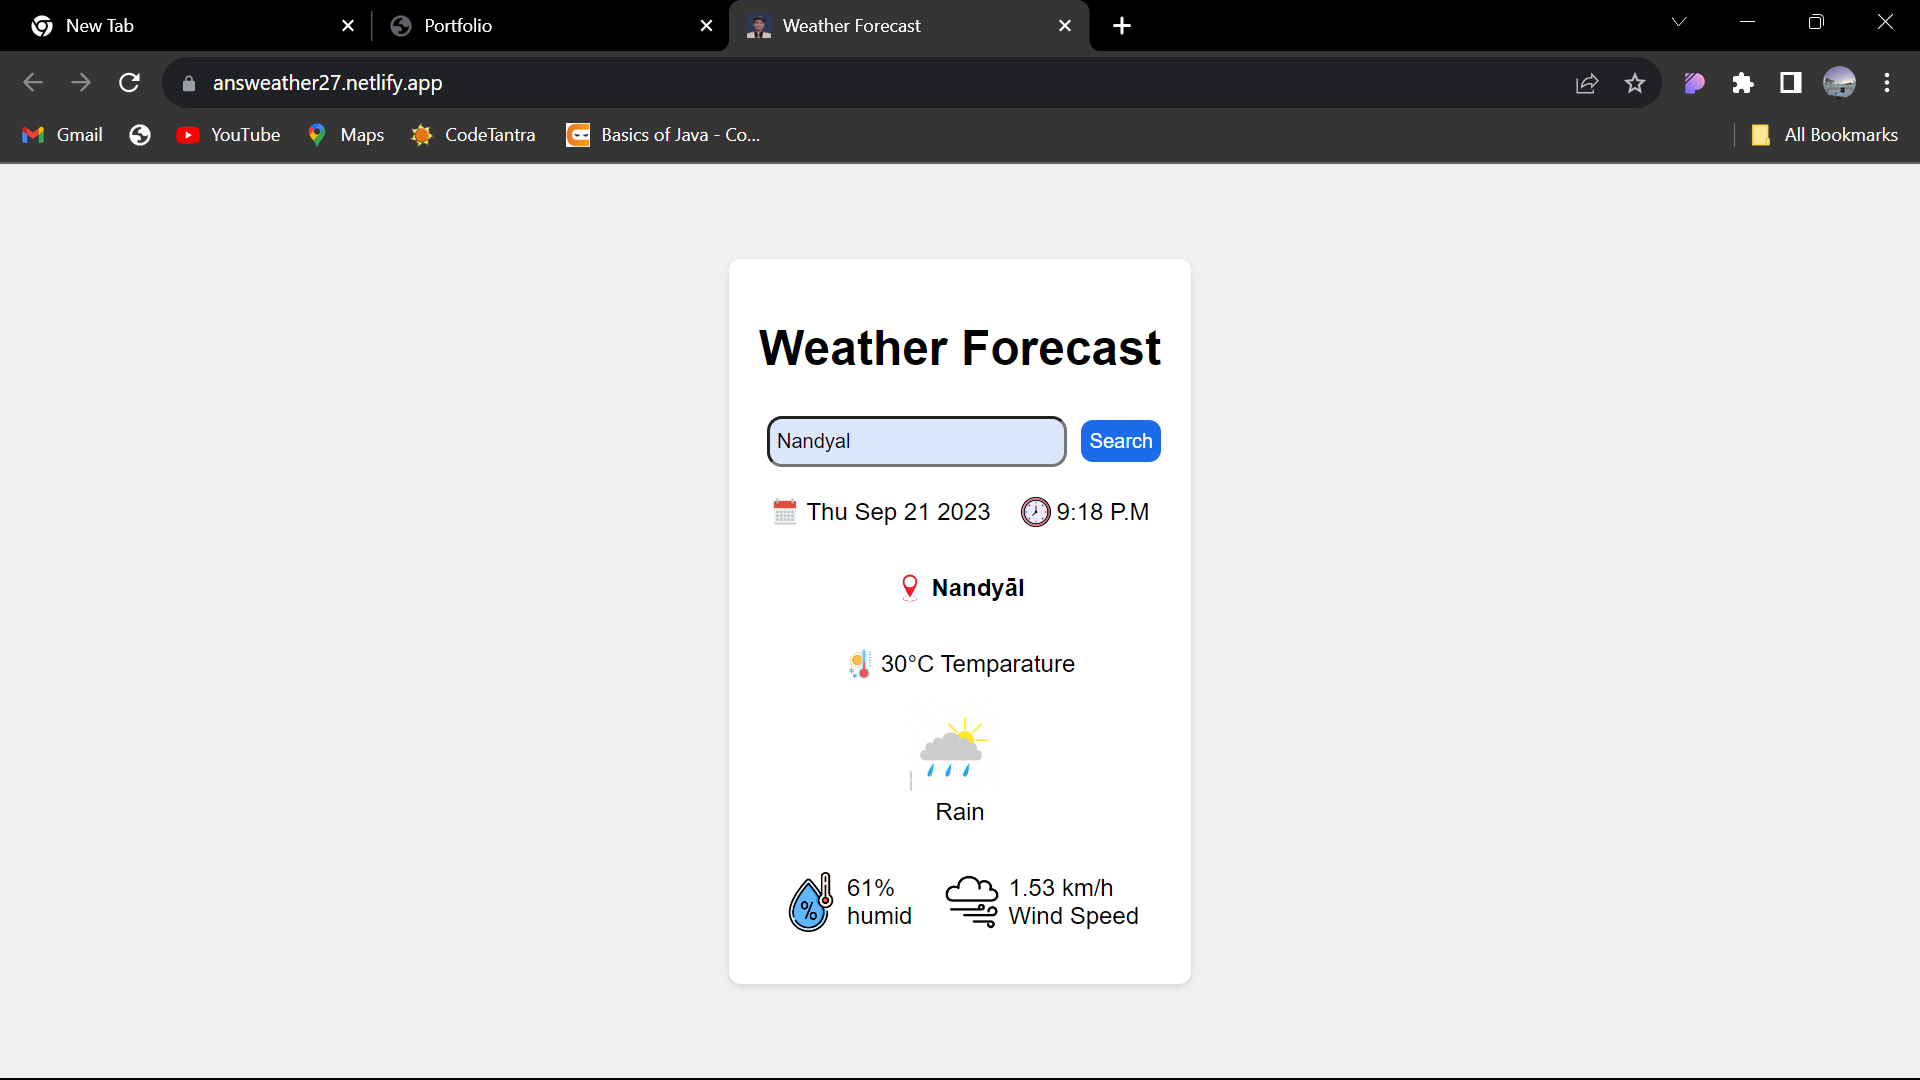 New Tab
Portfolio
Weather Forecast
answeather27.netlify.app
Gmail
YouTube
Maps
CodeTantra
Basics of Java - Co...
All Bookmarks
Weather Forecast
Nandyal
Search
Thu Sep 21 2023 9:18 P.M
Nandyāl
30°C Temparature
Rain
61%
humid
1.53 km/h
Wind Speed